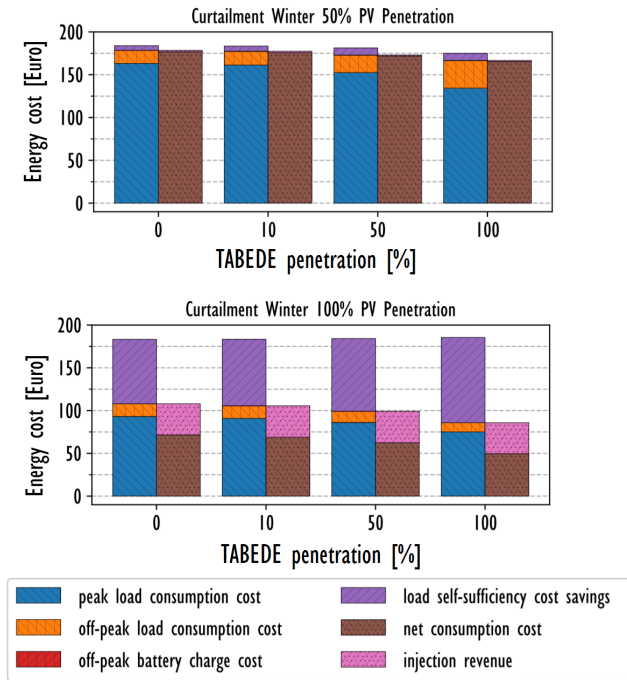 Curtailment Winter 50% PV Penetration
Energy cost [Euro]
200
150
100
50
0
0 10 50 100
TABEDE penetration [%]
Curtailment Winter 100% PV Penetration
Energy cost [Euro]
200
150
100
50
0
0 10 50 100
TABEDE penetration [%]
peak load consumption cost
off-peak load consumption cost
off-peak battery charge cost
load self-sufficiency cost savings
net consumption cost
injection revenue